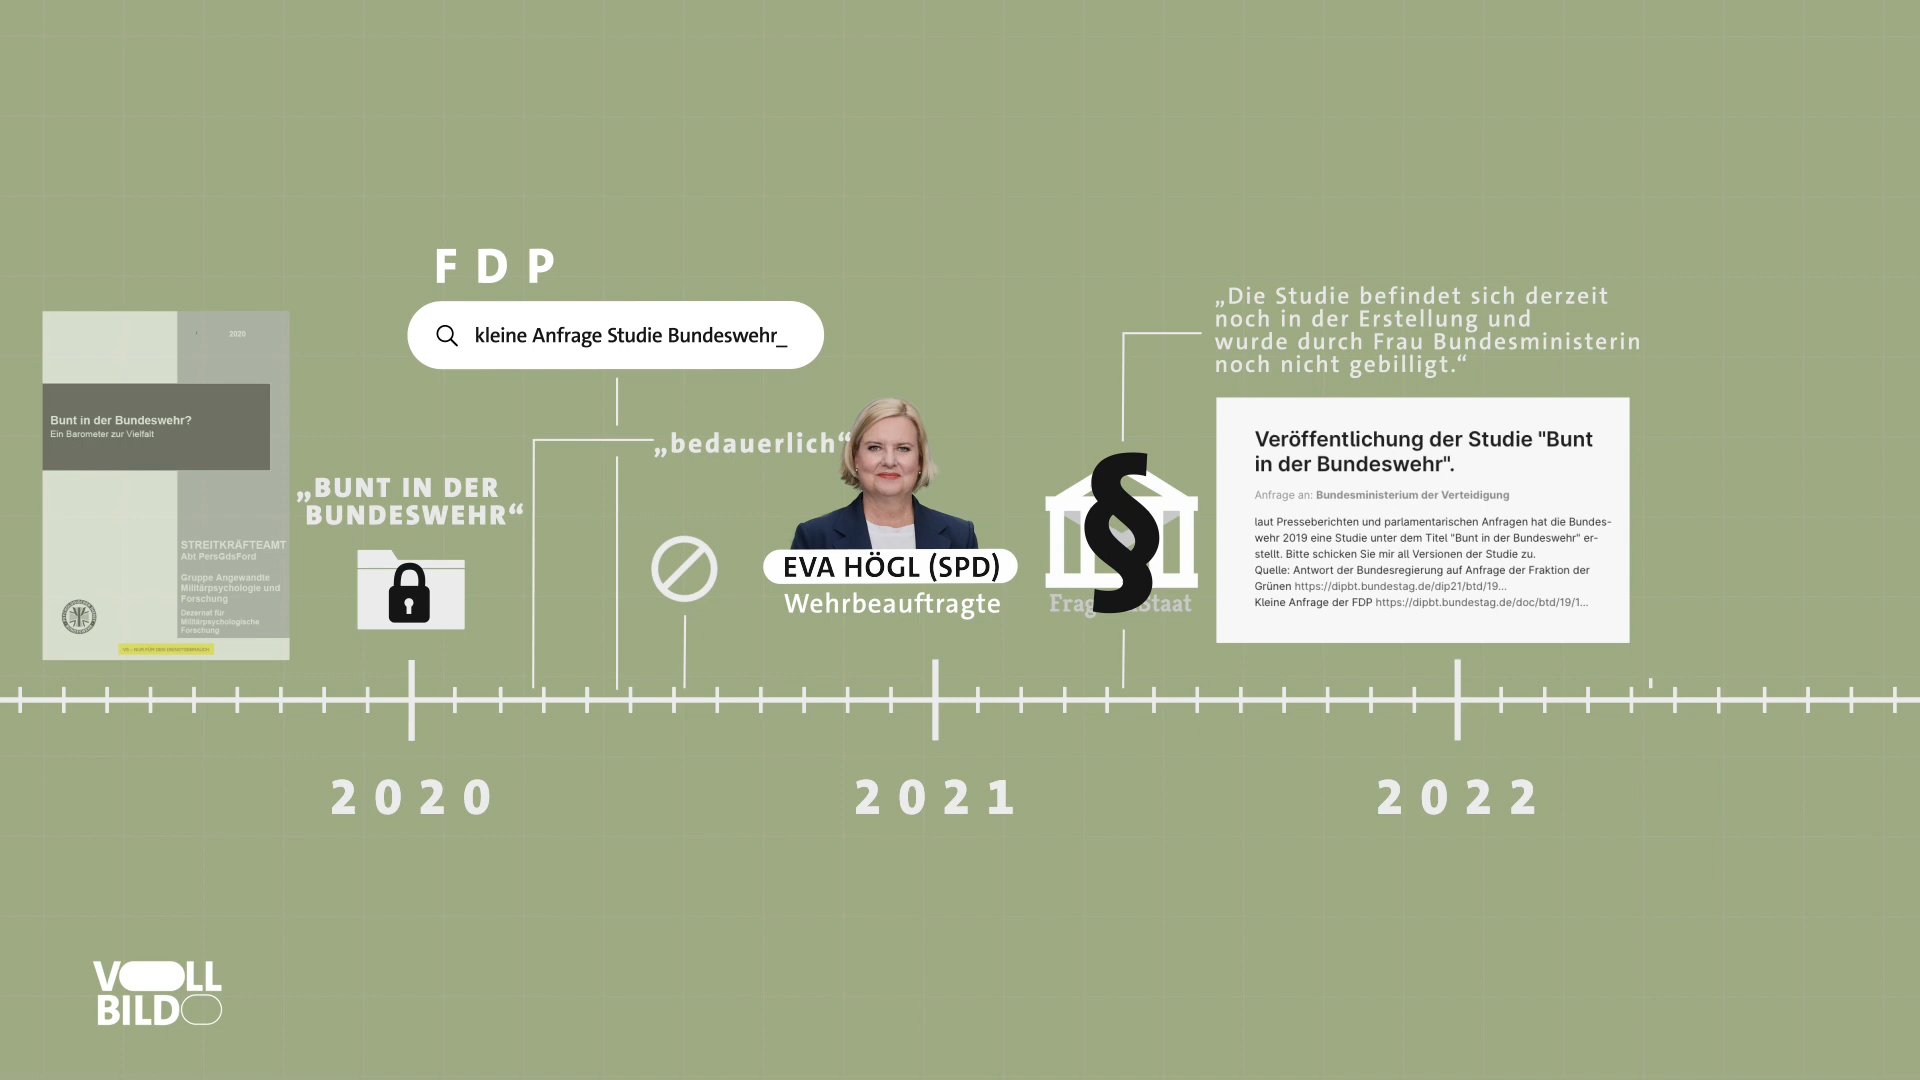 FDP
kleine Anfrage Studie Bundeswehr_
2020
Bunt in der Bundeswehr?
Ein Barometer zur Vielfalt
STREITKRÄFTEAMT
Abt PersGdsFord
Gruppe Angewandte
Militärpsychologie und
Forschung
Dezernat für
Militärpsychologische
Forschung
„BUNT IN DER
BUNDESWEHR“
„bedauerlich“
EVA HÖGL (SPD)
Wehrbeauftragte
„Die Studie befindet sich derzeit
noch in der Erstellung und
wurde durch Frau Bundesministerin
noch nicht gebilligt.“
§
Veröffentlichung der Studie "Bunt
in der Bundeswehr".
Anfrage an: Bundesministerium der Verteidigung
laut Presseberichten und parlamentarischen Anfragen hat die Bundes-
wehr 2019 eine Studie unter dem Titel "Bunt in der Bundeswehr" er-
stellt. Bitte schicken Sie mir all Versionen der Studie zu.
Quelle: Antwort der Bundesregierung auf Anfrage der Fraktion der
Grünen https://dipbt.bundestag.de/dip21/btd/19...
Kleine Anfrage der FDP https://dipbt.bundestag.de/doc/btd/19/1...
2020
2021
2022
VOLL
BILD